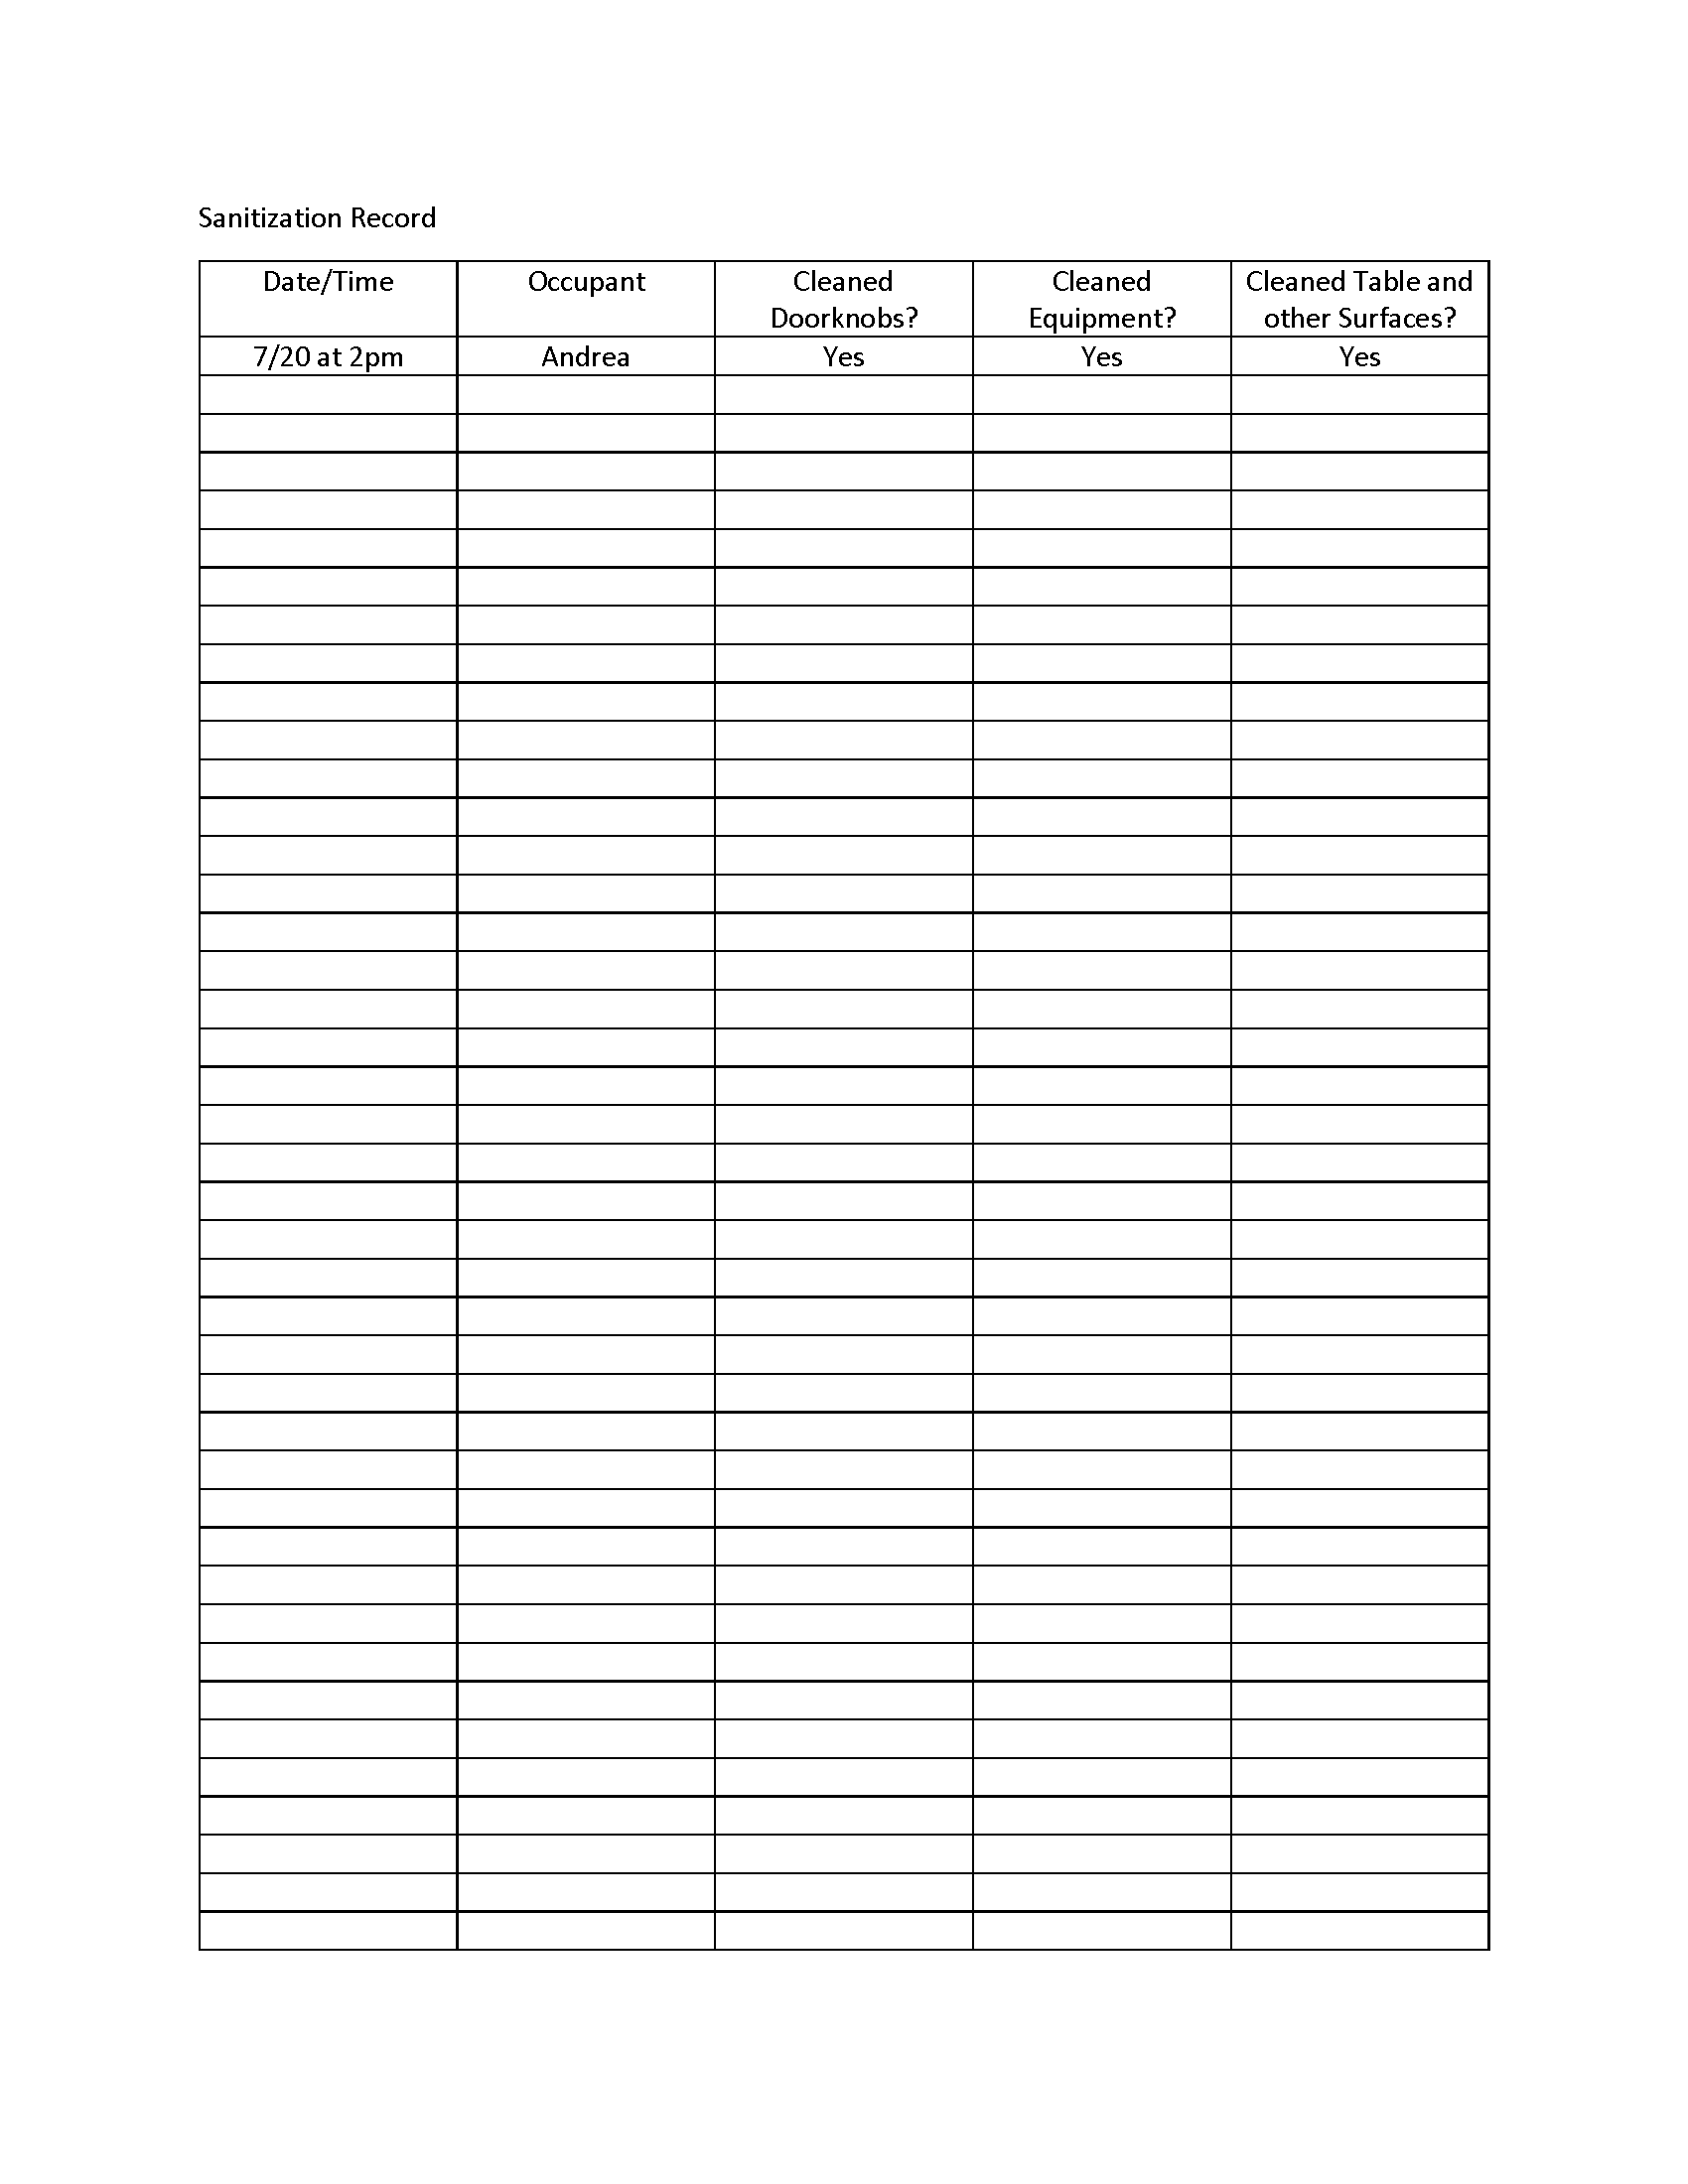 Sanitization Record
Date/Time Occupant Cleaned Doorknobs? Cleaned Equipment? Cleaned Table and other Surfaces?
7/20 at 2pm Andrea Yes Yes Yes